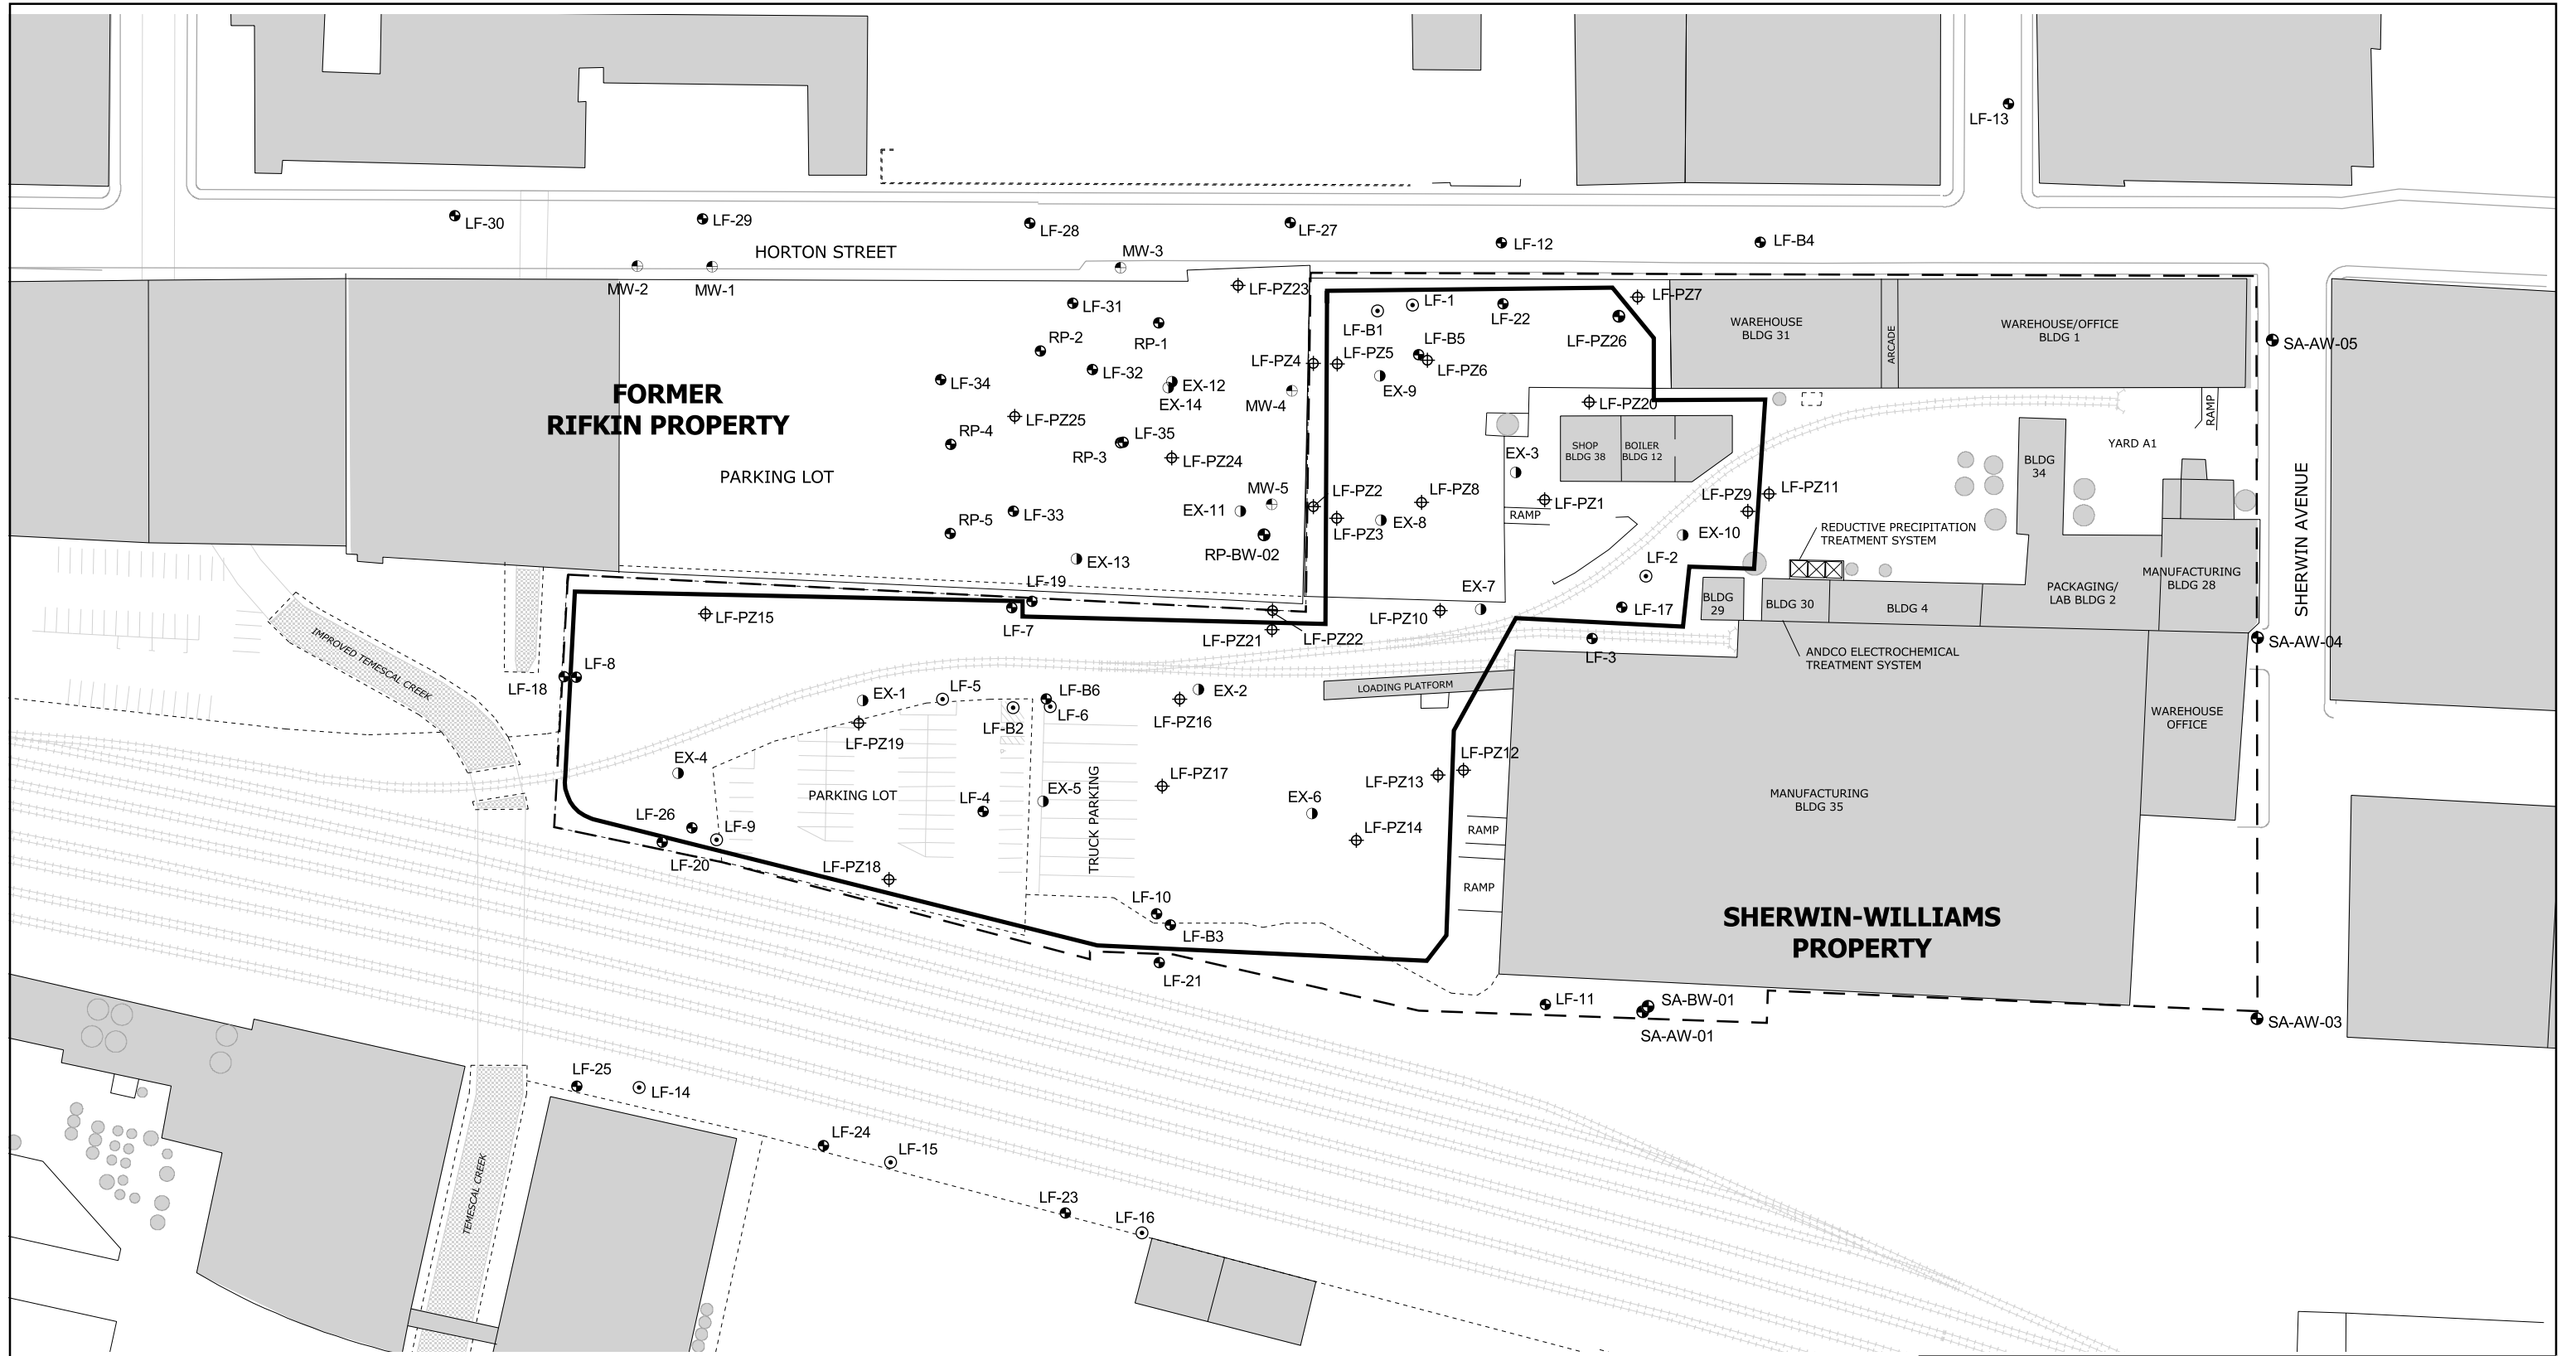 LF-13
LF-30
LF-29
LF-28
LF-27
LF-12
LF-B4
HORTON STREET
MW-3
MW-2
MW-1
LF-PZ23
LF-31
LF-1
LF-B1
LF-22
LF-PZ7
LF-PZ26
WAREHOUSE
BLDG 31
ARCADE
WAREHOUSE/OFFICE
BLDG 1
SA-AW-05
RP-2
RP-1
LF-B5
LF-PZ4
LF-PZ5
LF-PZ6
LF-34
LF-32
EX-12
EX-14
EX-9
MW-4
FORMER
RIFKIN PROPERTY
LF-PZ25
LF-PZ20
RAMP
RP-4
LF-35
RP-3
LF-PZ24
EX-3
SHOP
BLDG 38
BOILER
BLDG 12
BLDG
34
YARD A1
PARKING LOT
MW-5
LF-PZ2
LF-PZ8
LF-PZ1
LF-PZ9
LF-PZ11
SHERWIN AVENUE
RP-5
LF-33
EX-11
RP-BW-02
LF-PZ3
EX-8
RAMP
EX-10
REDUCTIVE PRECIPITATION
TREATMENT SYSTEM
EX-13
LF-2
MANUFACTURING
BLDG 28
LF-19
EX-7
PACKAGING/
LAB BLDG 2
LF-PZ15
LF-7
LF-PZ21
LF-PZ22
LF-PZ10
LF-17
BLDG
29
BLDG 30
BLDG 4
IMPROVED TEMESCAL CREEK
LF-3
ANDCO ELECTROCHEMICAL
TREATMENT SYSTEM
SA-AW-04
LF-8
LF-18
EX-1
LF-5
LF-B6
LF-6
LF-B2
EX-2
LF-PZ16
LOADING PLATFORM
LF-PZ19
WAREHOUSE
OFFICE
EX-4
LF-PZ17
LF-PZ12
LF-PZ13
PARKING LOT
LF-4
EX-5
TRUCK PARKING
EX-6
MANUFACTURING
BLDG 35
LF-26
LF-9
LF-20
LF-PZ14
RAMP
LF-PZ18
RAMP
LF-10
LF-B3
SHERWIN-WILLIAMS
PROPERTY
LF-21
LF-11
SA-BW-01
SA-AW-01
SA-AW-03
LF-25
LF-14
LF-24
LF-15
TEMESCAL CREEK
LF-23
LF-16